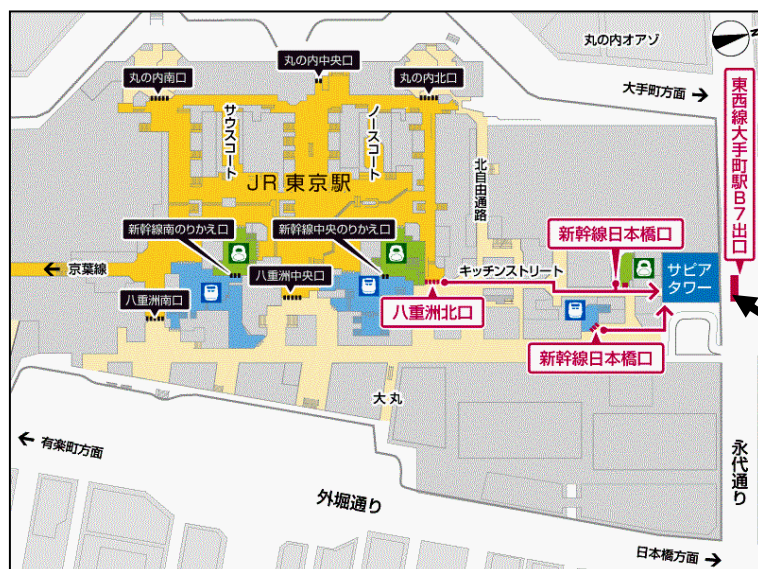 丸の内オアゾ
丸の内中央口
丸の内南口
丸の内北口
大手町方面
サウスコート
ノースコート
東西線大手町駅B7出口
北自由通路
JR東京駅
新幹線南のりかえ口
新幹線中央のりかえ口
新幹線日本橋口
京葉線
八重洲中央口
キッチンストリート
サピア
タワー
八重洲南口
八重洲北口
新幹線日本橋口
大丸
有楽町方面
永代通り
外堀通り
日本橋方面